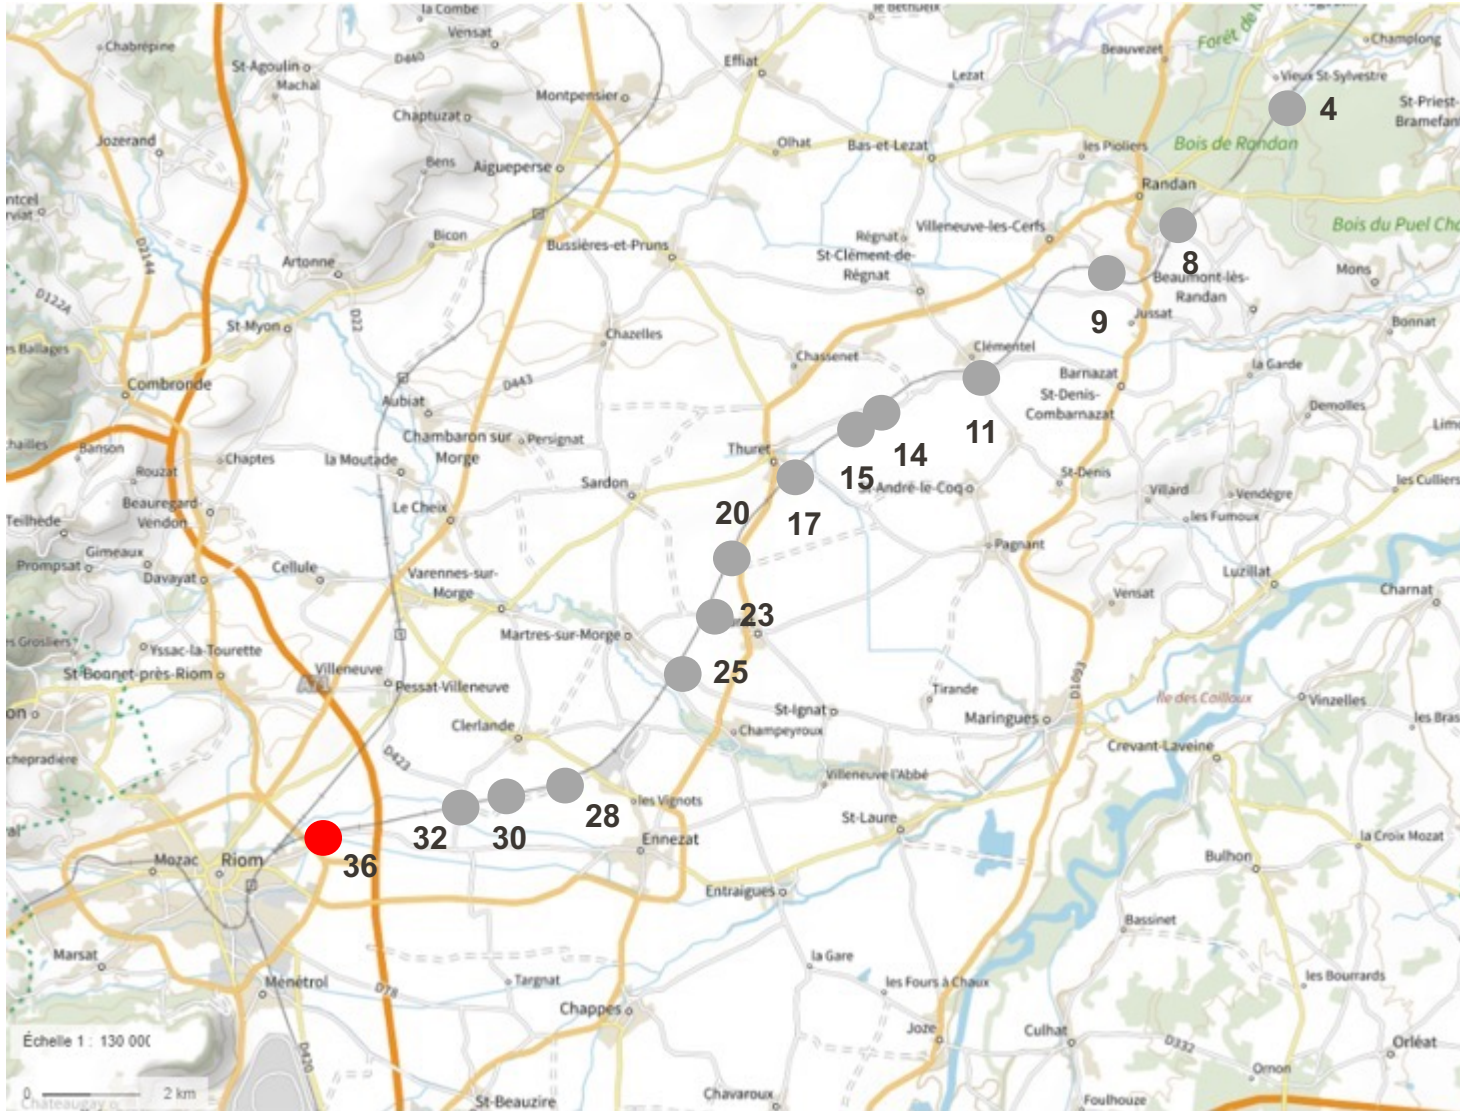 la Combe
Vensat
Chabrépine
St-Agoulin
Machal
D440
Effiat
Lezat
Beauvezet
Forêt de
Champlong
Vieux St-Sylvestre
St-Priest-
Bramefant
4
Montpensier
Chaptuzat
Jozerand
Bens
Aigueperse
Olhat
Bas-et-Lezat
les Pioliers
Bois de Randan
Randan
Bois du Puel
Villeneuve-les-Cerfs
Régnat
St-Clément-de-
Régnat
Bicon
Bussières-et-Pruns
Artonne
D2144
D122A
D22
8
Beaumont-lès-
Randan
Mons
9
Jussat
Bonnat
St-Myon
Chazelles
Clémentel
Chassenet
Barnazat
St-Denis-
Combarnazat
la Garde
Combronde
D443
Aubiat
Demolles
Chambaron sur
Morge
Persignat
11
14
Banson
Chaptes
la Moutade
Thuret
Rouzat
15
St-André-le-Coq
St-Denis
les Culliers
Sardon
Villard
Vendègre
les Fumoux
Beauregard-
Vendon
Le Cheix
20
17
Teilhède
Gimeaux
Prompsat
Davayat
Cellule
Varennes-sur-
Morge
Pagnant
Luzillat
Vensat
Charnat
23
Martres-sur-Morge
Yssac-la-Tourette
St-Bonnet-près-Riom
Villeneuve
Pessat-Villeneuve
25
Tirande
D1093
Île des Cailloux
Vinzelles
St-Ignat
Maringues
Champeyroux
Clerlande
Crevant-Laveine
D423
Villeneuve l'Abbé
les Vignots
28
32
30
Ennezat
St-Laure
la Croix Mozat
36
Mozac
Riom
Bulhon
Entraigues
Bassinet
Marsat
Ménétrol
Targnat
la Gare
les Fours à Chaux
les Bourrards
Chappes
D78
Joze
Culhat
D332
Orléat
Échelle 1 : 130 000
D420
Ornon
0
2 km
Châteaugay
St-Beauzire
Chavaroux
Foulhouze